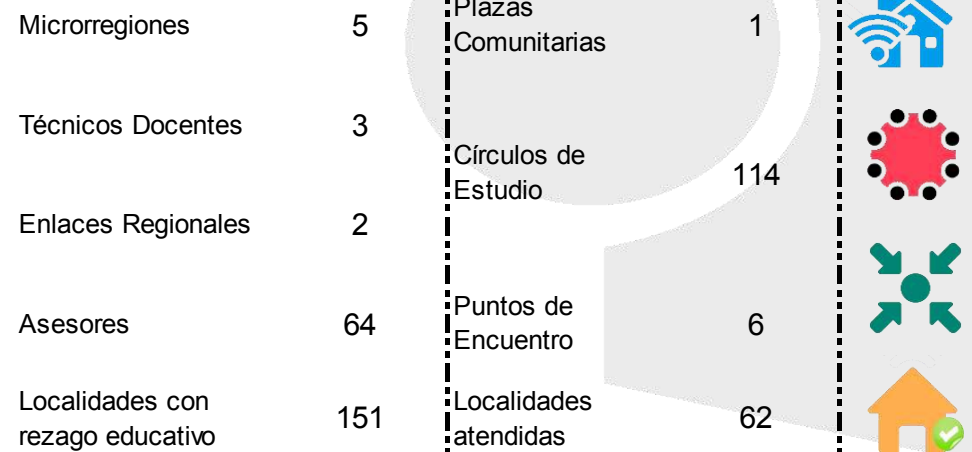 Microrregiones 5
Técnicos Docentes 3
Enlaces Regionales 2
Asesores 64
Localidades con
rezago educativo 151
Plazas
Comunitarias 1
Círculos de
Estudio 114
Puntos de
Encuentro 6
Localidades
atendidas 62